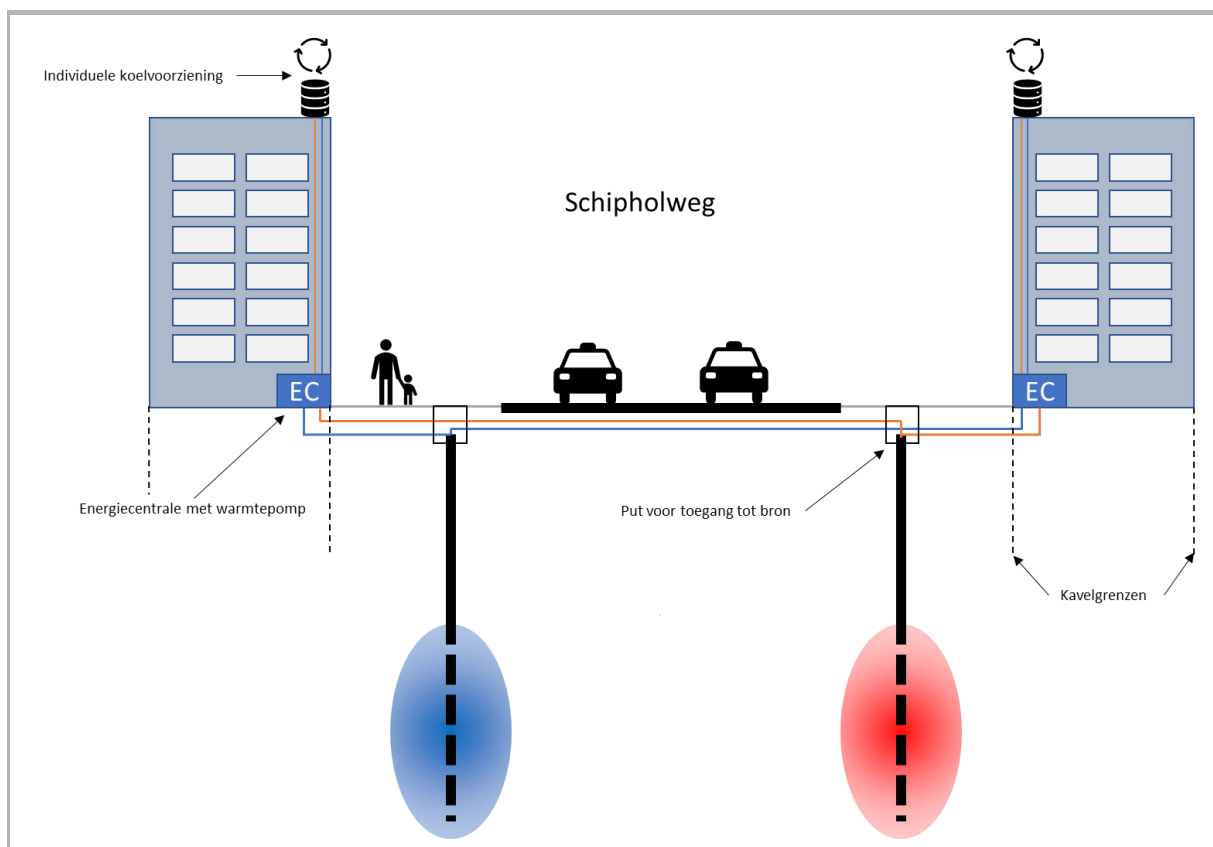 Individuele koelvoorziening
Schipholweg
EC
EC
Energiecentrale met warmtepomp
Put voor toegang tot bron
Kavelgrenzen